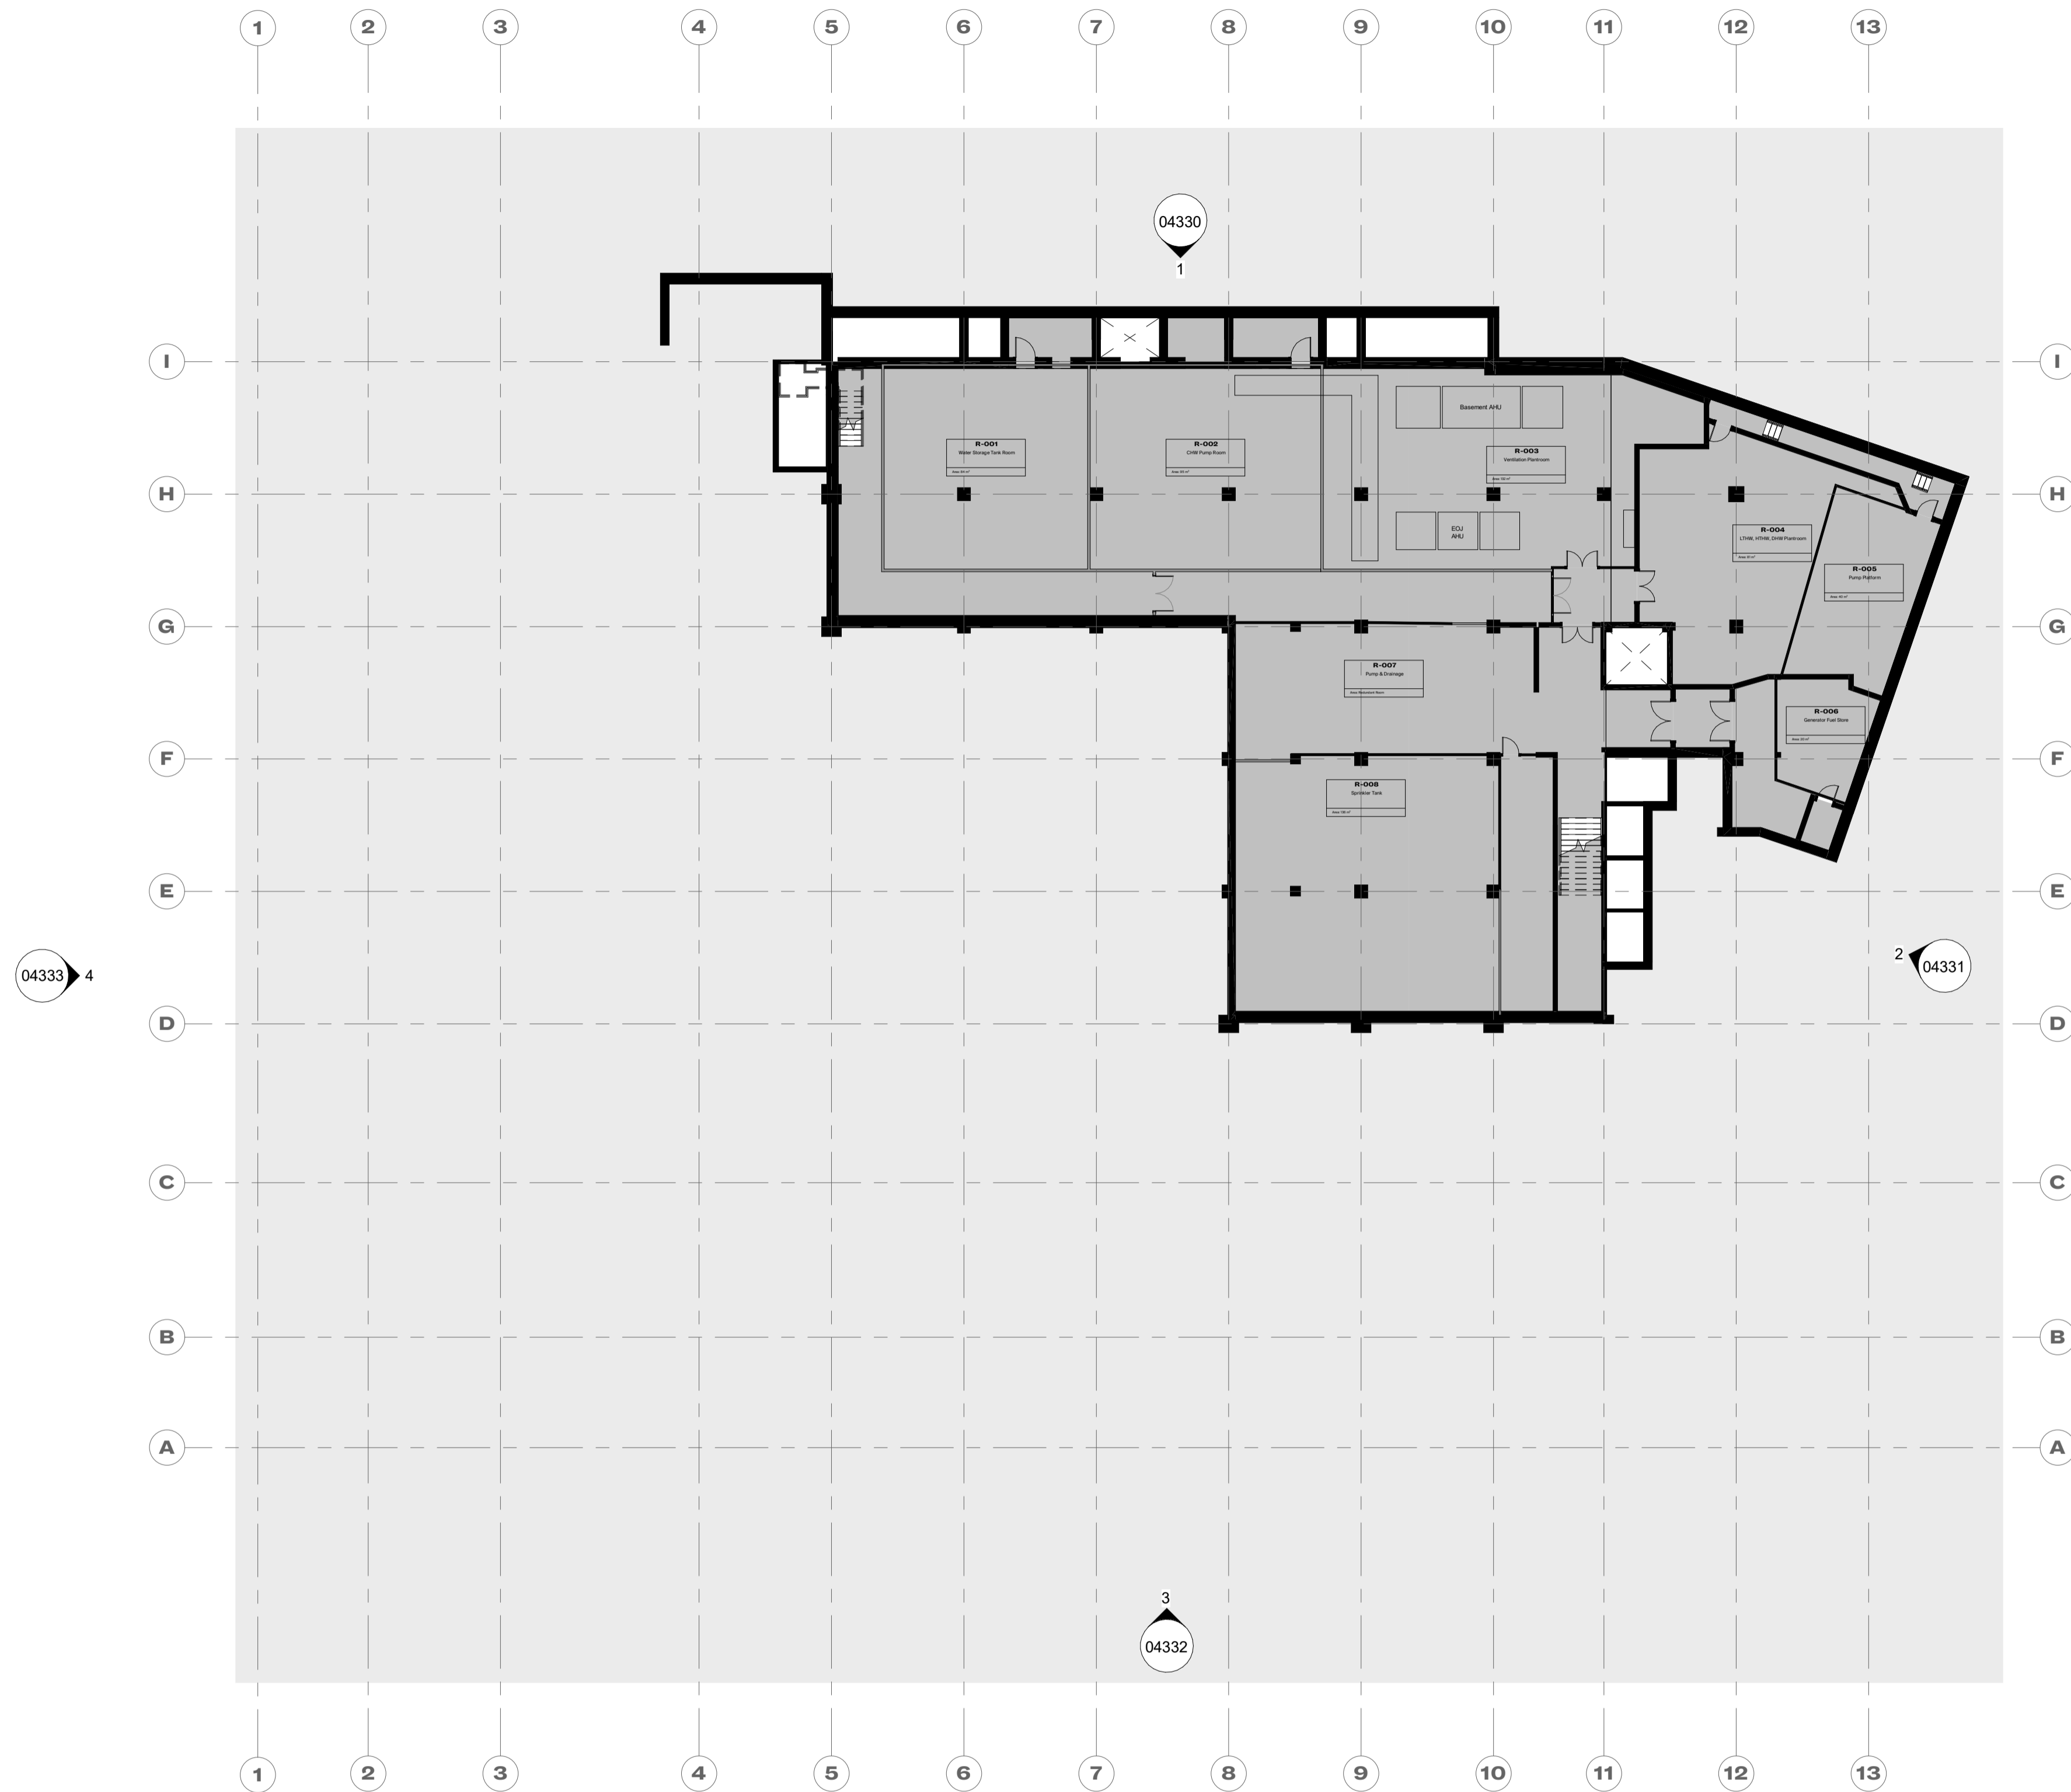 1 2 3 4 5 6 7 8 9 10 11 12 13
04330
1
I I
Basement AHU
R-001
Water Storage Tank Room
R-002
CHW Pump Room
R-003
Ventilation Plantroom
H H
EOJ
AHU
R-004
LTHW, HTHW, DHW Plantroom
R-005
Pump Platform
G G
R-007
Pump & Drainage
R-006
Generator Fuel Store
F F
R-008
Sprinkler Tank
E E
04333 4
2 04331
D D
C C
B B
A A
3
04332
1 2 3 4 5 6 7 8 9 10 11 12 13